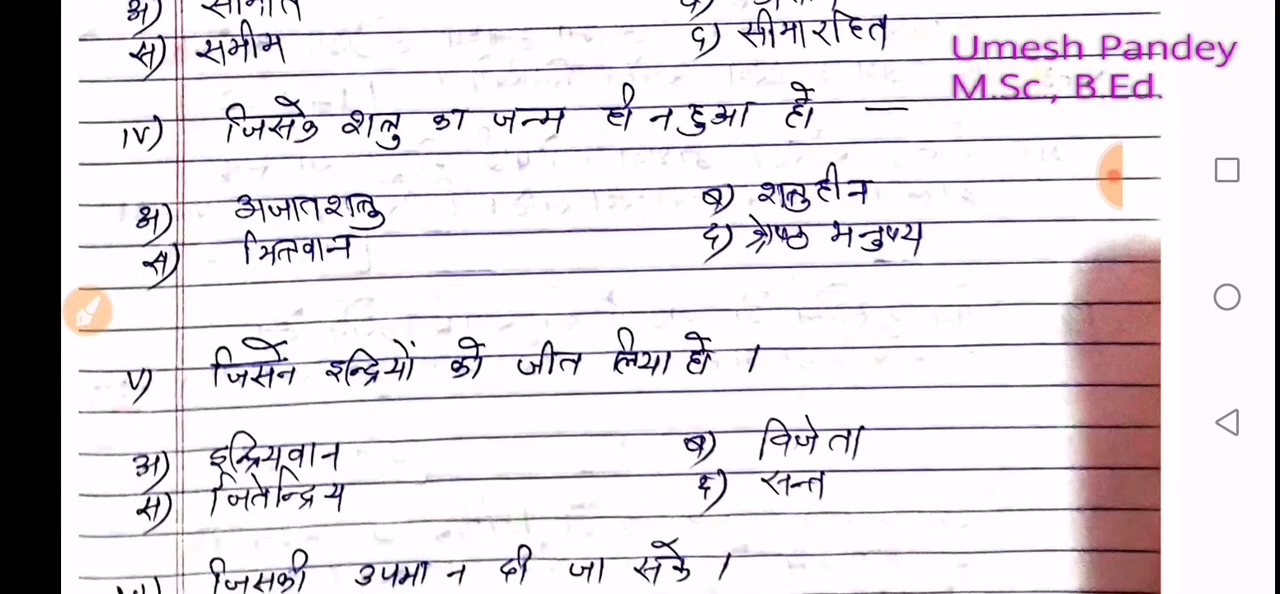 अ)
स) ससीम द) सीमारहित
Umesh Pandey
M.Sc., B.Ed.
IV) जिसके शत्रु का जन्म ही न हुआ हो —
अ) अजातशत्रु ब) शत्रुहीन
स) मित्रवान द) श्रेष्ठ मनुष्य
V) जिसने इन्द्रियों को जीत लिया हो ।
अ) इन्द्रियवान ब) विजेता
स) जितेन्द्रिय द) सन्त
जिसकी उपमा न दी जा सके ।